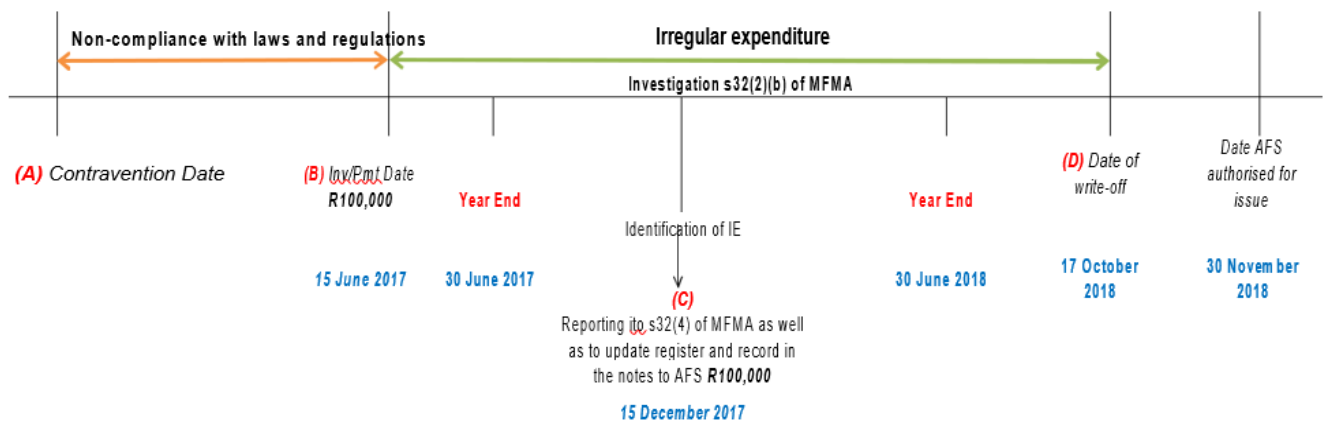 Non-compliance with laws and regulations
Irregular expenditure
Investigation s32(2)(b) of MFMA
(A) Contravention Date
(B) Inv/Pmt Date
R100,000
15 June 2017
Year End
30 June 2017
Identification of IE
(C)
Reporting ito s32(4) of MFMA as well
as to update register and record in
the notes to AFS R100,000
15 December 2017
Year End
30 June 2018
(D) Date of
write-off
17 October
2018
Date AFS
authorised for
issue
30 November
2018